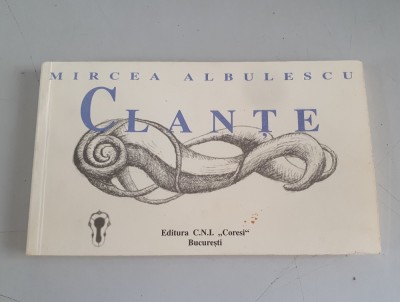 MIRCEA ALBULESCU
CLANȚE
Editura C.N.I. „Coresi“
București